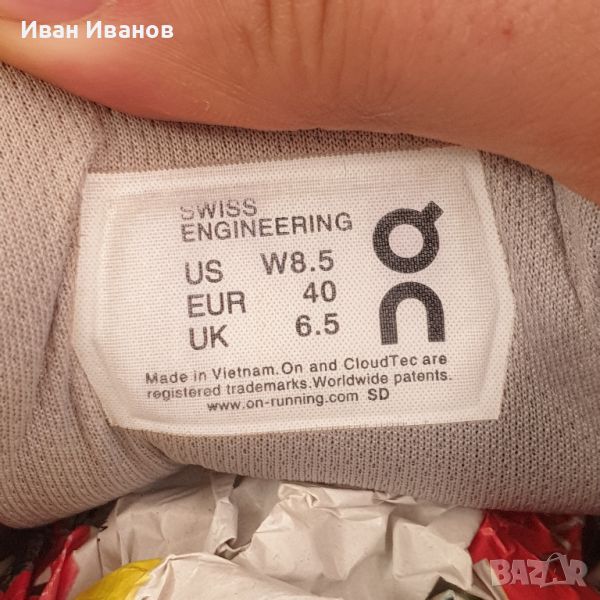 Иван Иванов
SWISS
ENGINEERING
US W8.5
EUR 40
UK 6.5
Made in Vietnam. On and CloudTec are
registered trademarks. Worldwide patents.
www.on-running.com SD
BAZAR